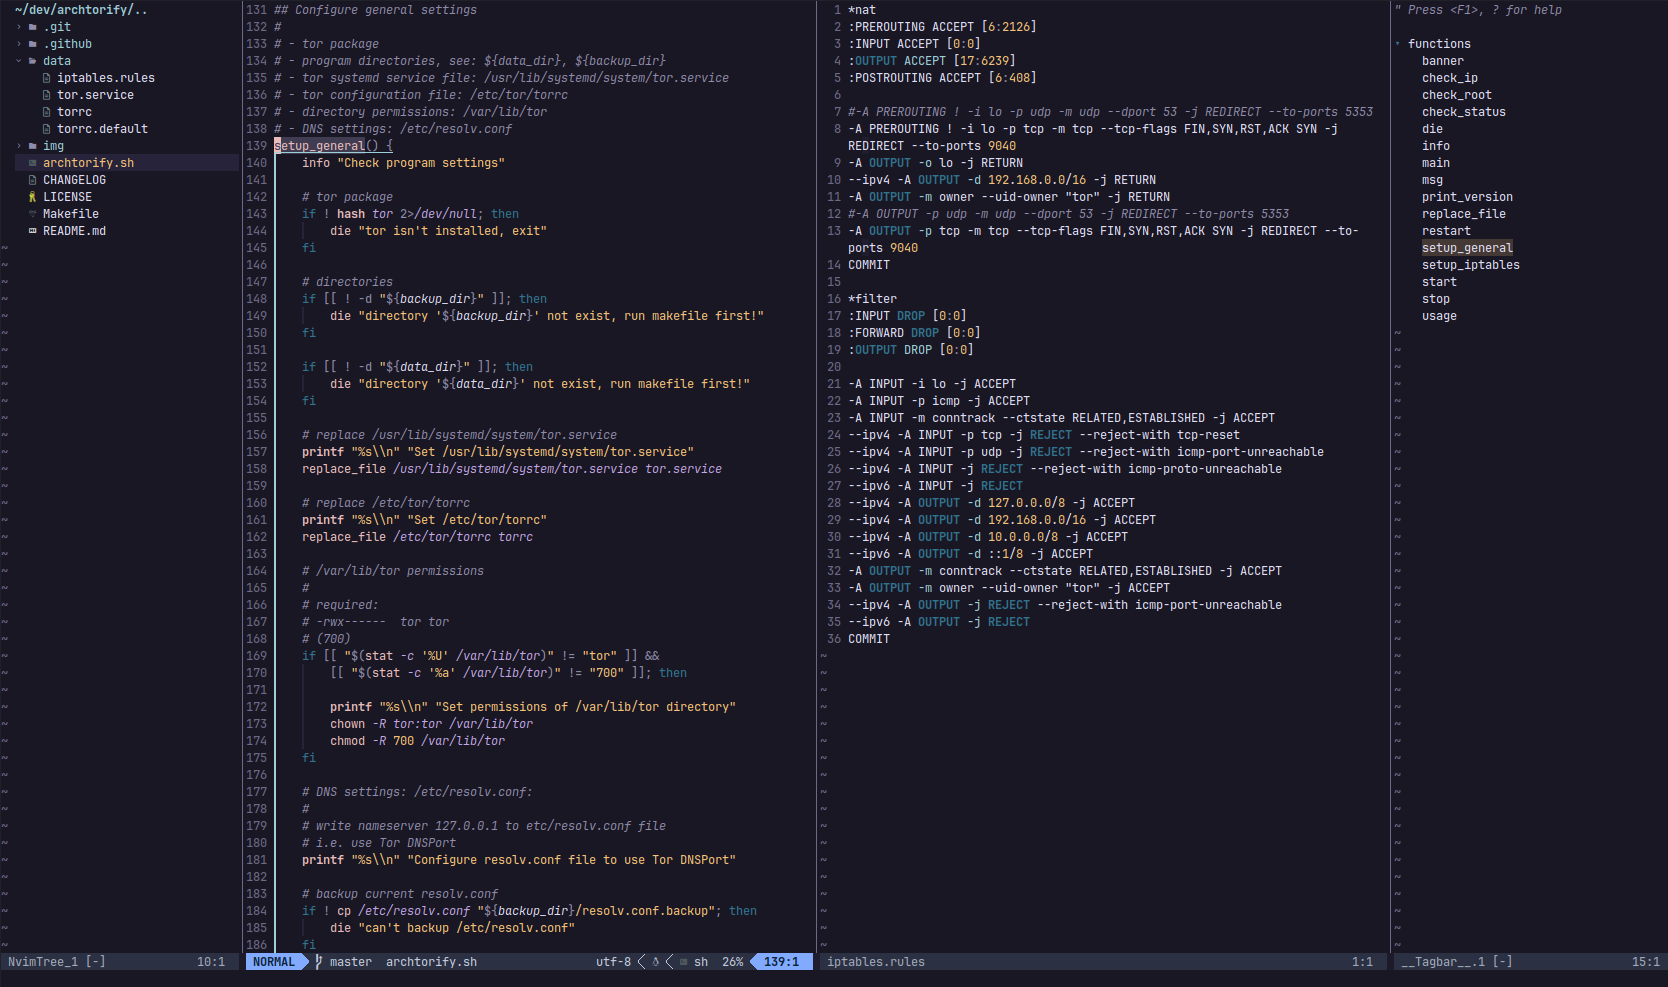 ~/dev/archtorify/..
.git
.github
data
iptables.rules
tor.service
torrc
torrc.default
img
archtorify.sh
CHANGELOG
LICENSE
Makefile
README.md
NvimTree_1 [-] 10:1
131 ## Configure general settings
132 #
133 # - tor package
134 # - program directories, see: ${data_dir}, ${backup_dir}
135 # - tor systemd service file: /usr/lib/systemd/system/tor.service
136 # - tor configuration file: /etc/tor/torrc
137 # - directory permissions: /var/lib/tor
138 # - DNS settings: /etc/resolv.conf
139 setup_general() {
140     info "Check program settings"
141
142     # tor package
143     if ! hash tor 2>/dev/null; then
144         die "tor isn't installed, exit"
145     fi
146
147     # directories
148     if [[ ! -d "${backup_dir}" ]]; then
149         die "directory '${backup_dir}' not exist, run makefile first!"
150     fi
151
152     if [[ ! -d "${data_dir}" ]]; then
153         die "directory '${data_dir}' not exist, run makefile first!"
154     fi
155
156     # replace /usr/lib/systemd/system/tor.service
157     printf "%s\\n" "Set /usr/lib/systemd/system/tor.service"
158     replace_file /usr/lib/systemd/system/tor.service tor.service
159
160     # replace /etc/tor/torrc
161     printf "%s\\n" "Set /etc/tor/torrc"
162     replace_file /etc/tor/torrc torrc
163
164     # /var/lib/tor permissions
165     #
166     # required:
167     # -rwx------  tor tor
168     # (700)
169     if [[ "$(stat -c '%U' /var/lib/tor)" != "tor" ]] &&
170         [[ "$(stat -c '%a' /var/lib/tor)" != "700" ]]; then
171
172         printf "%s\\n" "Set permissions of /var/lib/tor directory"
173         chown -R tor:tor /var/lib/tor
174         chmod -R 700 /var/lib/tor
175     fi
176
177     # DNS settings: /etc/resolv.conf:
178     #
179     # write nameserver 127.0.0.1 to etc/resolv.conf file
180     # i.e. use Tor DNSPort
181     printf "%s\\n" "Configure resolv.conf file to use Tor DNSPort"
182
183     # backup current resolv.conf
184     if ! cp /etc/resolv.conf "${backup_dir}/resolv.conf.backup"; then
185         die "can't backup /etc/resolv.conf"
186     fi
NORMAL master archtorify.sh utf-8 sh 26% 139:1
1 *nat
2 :PREROUTING ACCEPT [6:2126]
3 :INPUT ACCEPT [0:0]
4 :OUTPUT ACCEPT [17:6239]
5 :POSTROUTING ACCEPT [6:408]
6
7 #-A PREROUTING ! -i lo -p udp -m udp --dport 53 -j REDIRECT --to-ports 5353
8 -A PREROUTING ! -i lo -p tcp -m tcp --tcp-flags FIN,SYN,RST,ACK SYN -j
REDIRECT --to-ports 9040
9 -A OUTPUT -o lo -j RETURN
10 --ipv4 -A OUTPUT -d 192.168.0.0/16 -j RETURN
11 -A OUTPUT -m owner --uid-owner "tor" -j RETURN
12 #-A OUTPUT -p udp -m udp --dport 53 -j REDIRECT --to-ports 5353
13 -A OUTPUT -p tcp -m tcp --tcp-flags FIN,SYN,RST,ACK SYN -j REDIRECT --to-
ports 9040
14 COMMIT
15
16 *filter
17 :INPUT DROP [0:0]
18 :FORWARD DROP [0:0]
19 :OUTPUT DROP [0:0]
20
21 -A INPUT -i lo -j ACCEPT
22 -A INPUT -p icmp -j ACCEPT
23 -A INPUT -m conntrack --ctstate RELATED,ESTABLISHED -j ACCEPT
24 --ipv4 -A INPUT -p tcp -j REJECT --reject-with tcp-reset
25 --ipv4 -A INPUT -p udp -j REJECT --reject-with icmp-port-unreachable
26 --ipv4 -A INPUT -j REJECT --reject-with icmp-proto-unreachable
27 --ipv6 -A INPUT -j REJECT
28 --ipv4 -A OUTPUT -d 127.0.0.0/8 -j ACCEPT
29 --ipv4 -A OUTPUT -d 192.168.0.0/16 -j ACCEPT
30 --ipv4 -A OUTPUT -d 10.0.0.0/8 -j ACCEPT
31 --ipv6 -A OUTPUT -d ::1/8 -j ACCEPT
32 -A OUTPUT -m conntrack --ctstate RELATED,ESTABLISHED -j ACCEPT
33 -A OUTPUT -m owner --uid-owner "tor" -j ACCEPT
34 --ipv4 -A OUTPUT -j REJECT --reject-with icmp-port-unreachable
35 --ipv6 -A OUTPUT -j REJECT
36 COMMIT
iptables.rules 1:1
" Press <F1>, ? for help
functions
banner
check_ip
check_root
check_status
die
info
main
msg
print_version
replace_file
restart
setup_general
setup_iptables
start
stop
usage
__Tagbar__.1 [-] 15:1